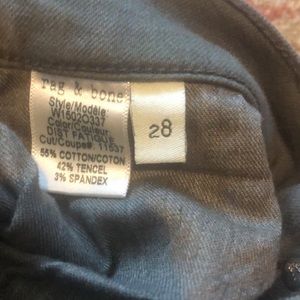 rag & bone
Style/Modèle:
W1502O337
Color/Couleur
DIST FATIGUE
Cut/Coupe#: 11537
55% COTTON/COTON
42% TENCEL
3% SPANDEX
28